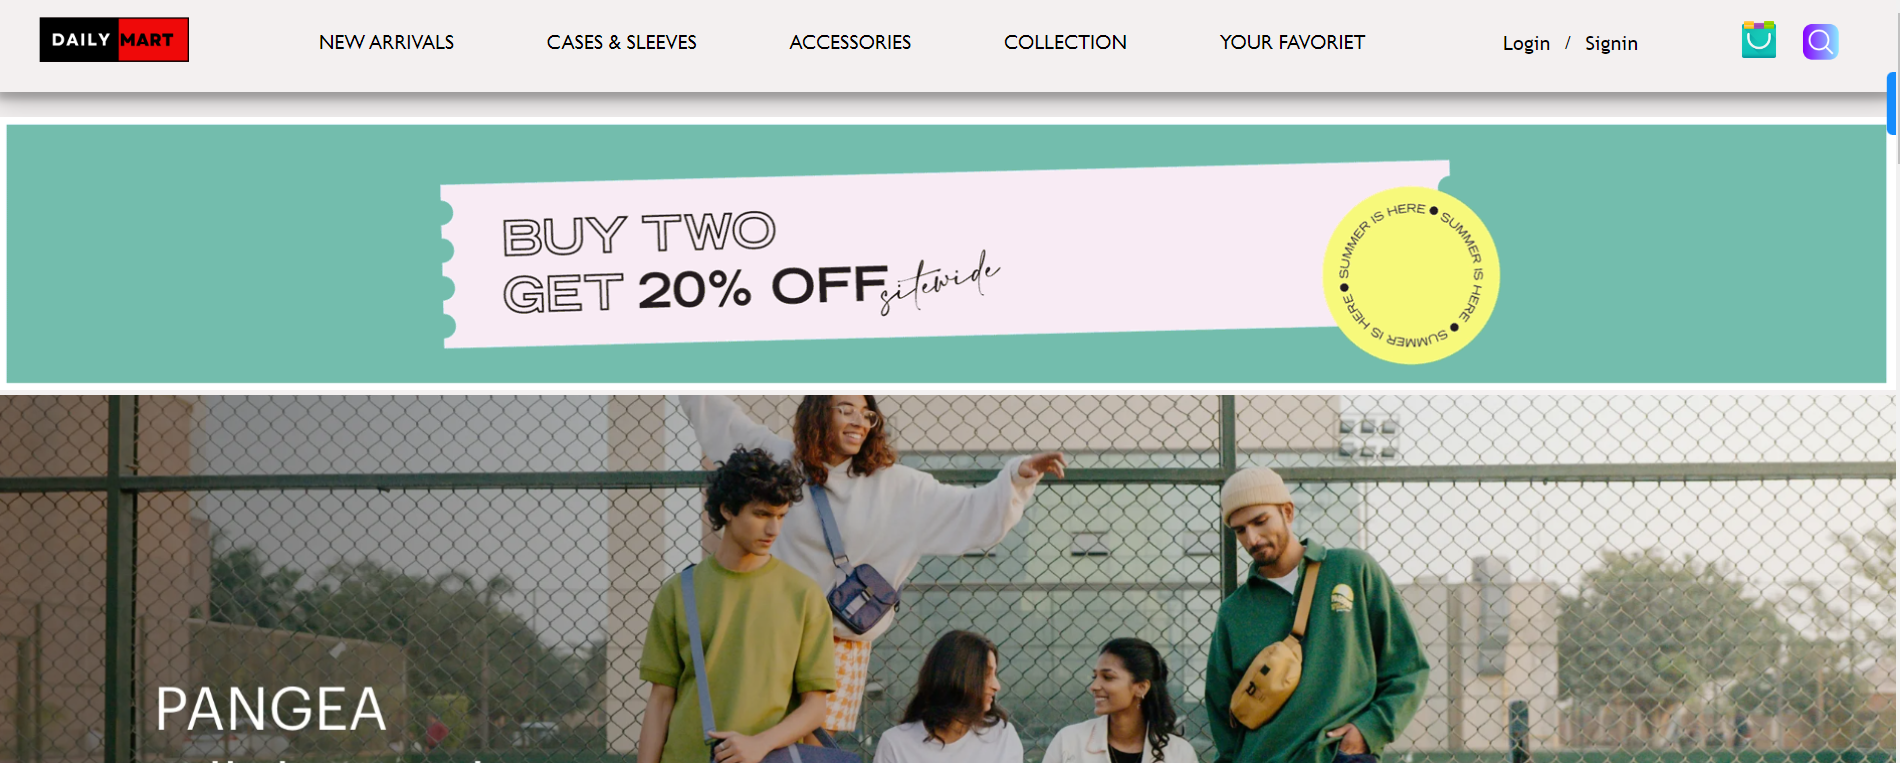 DAILY MART
NEW ARRIVALS
CASES & SLEEVES
ACCESSORIES
COLLECTION
YOUR FAVORIET
Login / Signin
BUY TWO
GET 20% OFF sitewide
SUMMER IS HERE ● SUMMER IS HERE ● SUMMER IS HERE ●
PANGEA